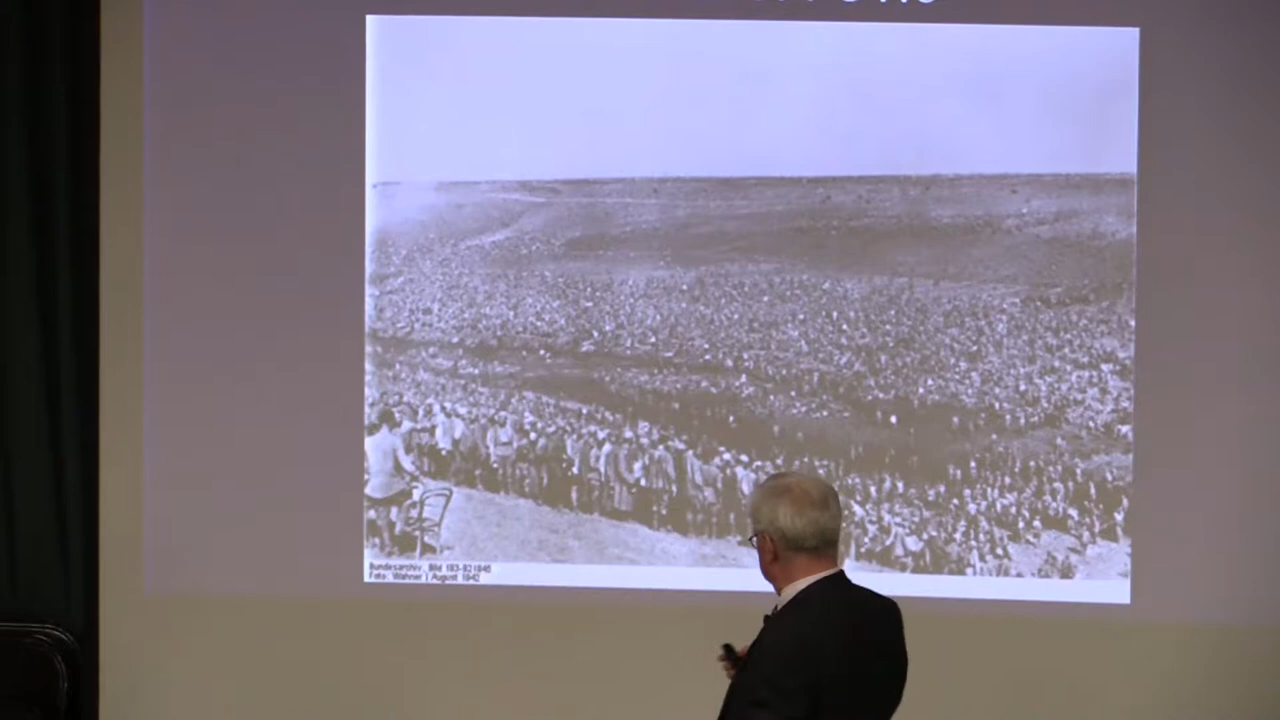 Bundesarchiv, Bild 183-B21845
Foto: Wahner | August 1942